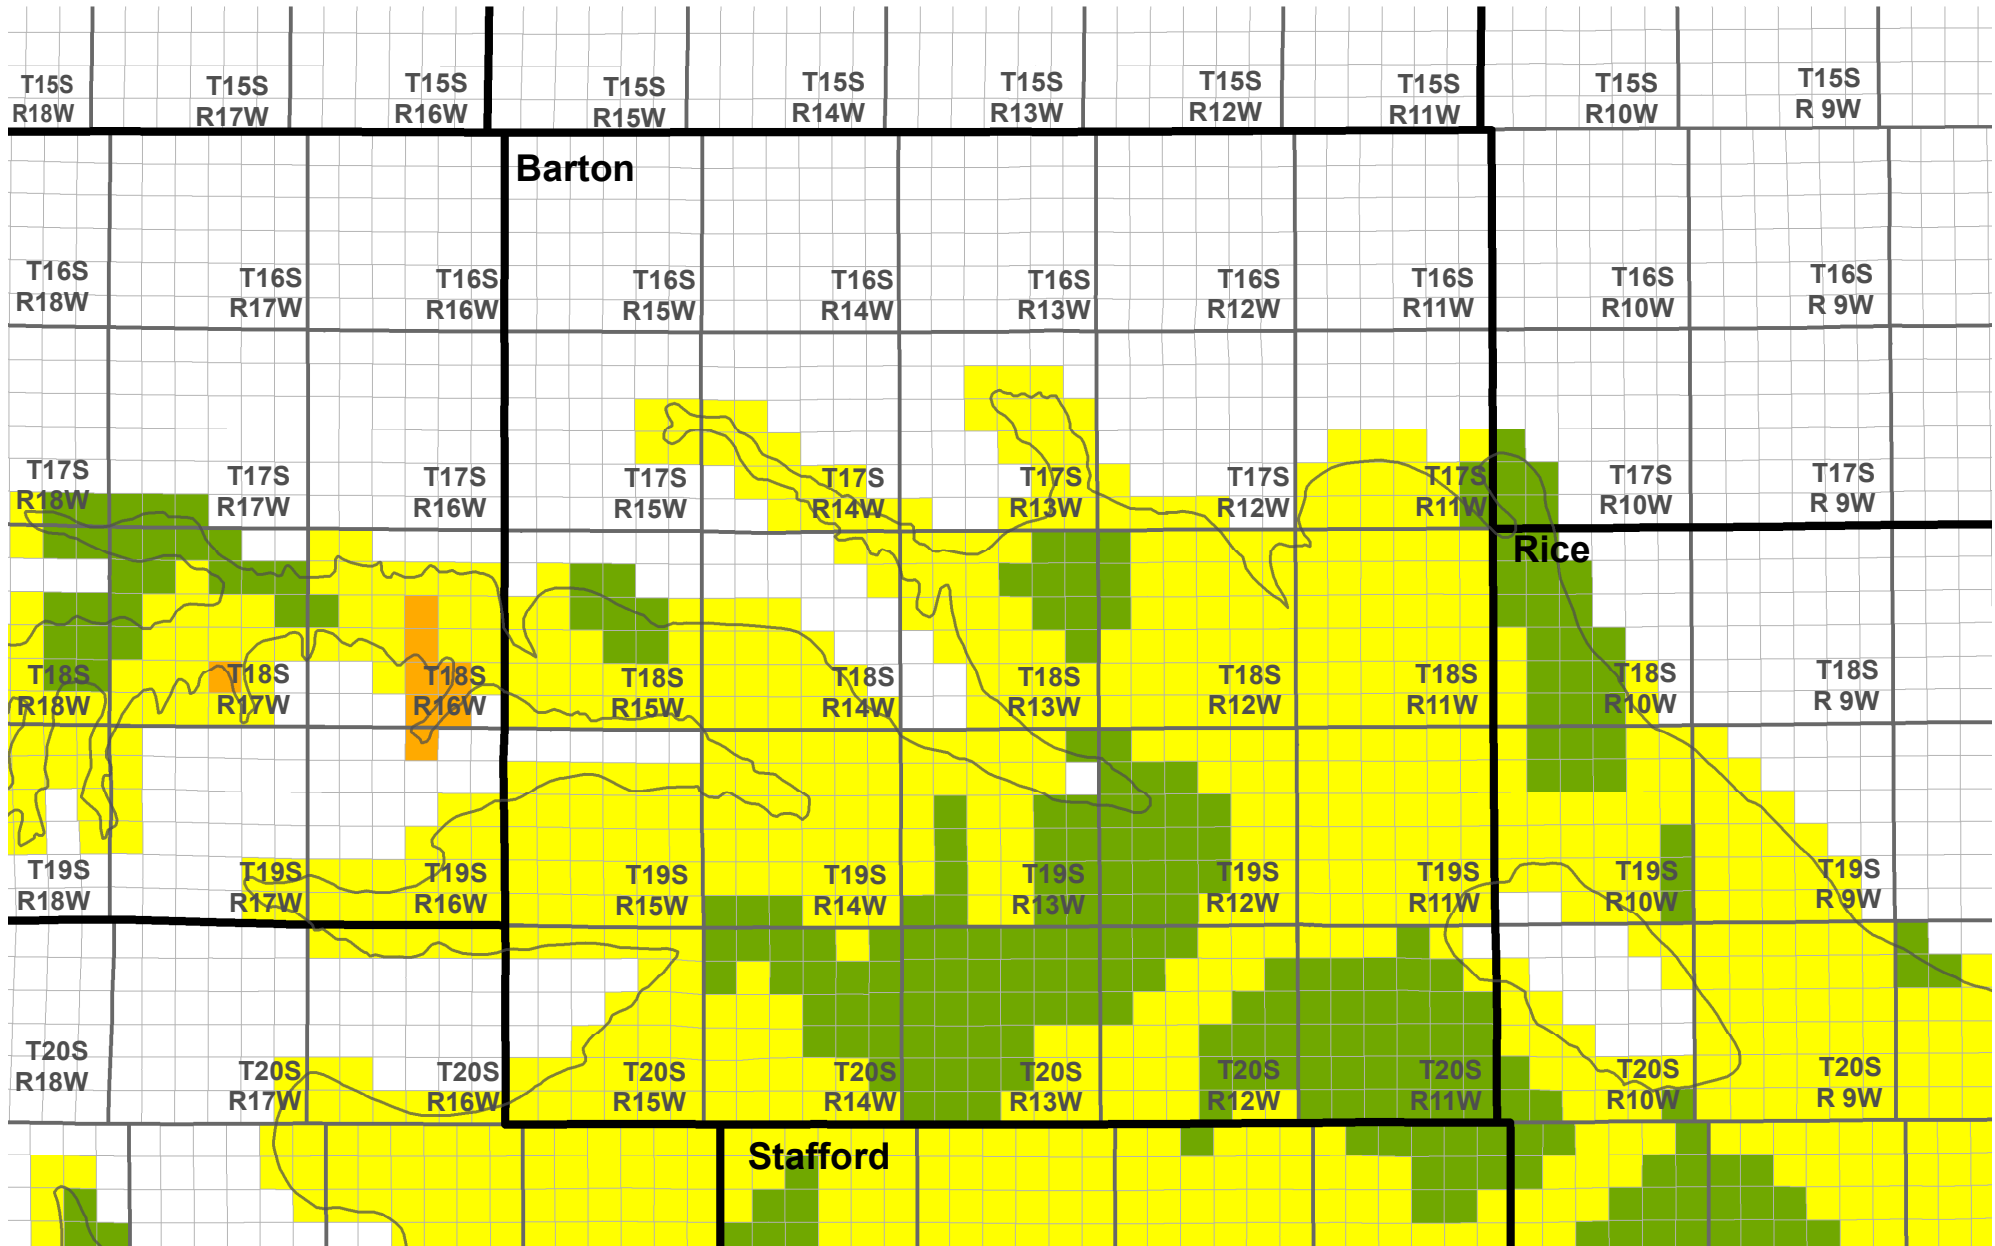 T15S T15S T15S T15S T15S T15S T15S T15S T15S T15S
R18W R17W R16W R15W R14W R13W R12W R11W R10W R 9W
Barton
T16S T16S T16S T16S T16S T16S T16S T16S T16S T16S
R18W R17W R16W R15W R14W R13W R12W R11W R10W R 9W
T17S T17S T17S T17S T17S T17S T17S T17S T17S T17S
R18W R17W R16W R15W R14W R13W R12W R11W R10W R 9W
Rice
T18S T18S T18S T18S T18S T18S T18S T18S T18S T18S
R18W R17W R16W R15W R14W R13W R12W R11W R10W R 9W
T19S T19S T19S T19S T19S T19S T19S T19S T19S T19S
R18W R17W R16W R15W R14W R13W R12W R11W R10W R 9W
T20S T20S T20S T20S T20S T20S T20S T20S T20S T20S
R18W R17W R16W R15W R14W R13W R12W R11W R10W R 9W
Stafford